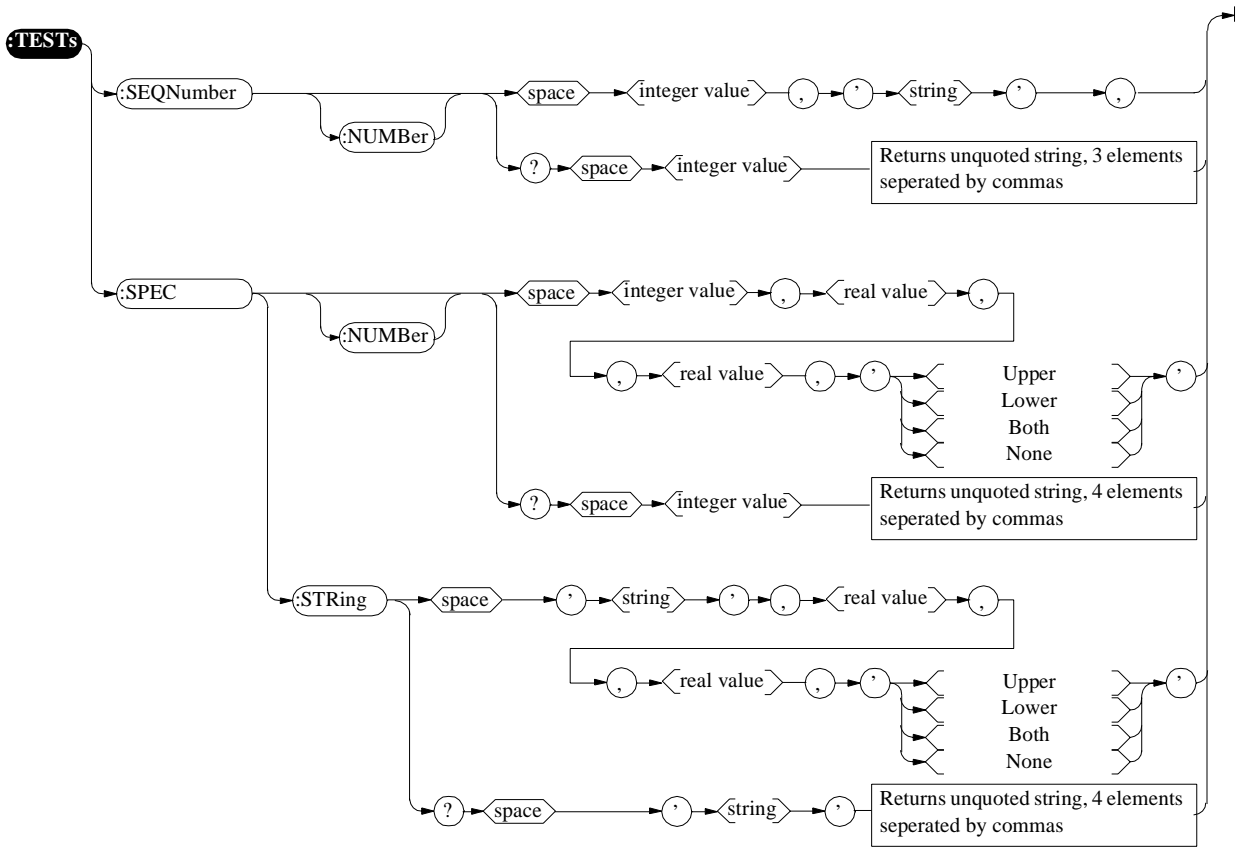 :TESTs
:SEQNumber space integer value , ’ string ’ ,
:NUMBer
? space integer value Returns unquoted string, 3 elements
seperated by commas
:SPEC space integer value , real value ,
:NUMBer
, real value , ’ Upper ’
Lower
Both
None
? space integer value Returns unquoted string, 4 elements
seperated by commas
:STRing space ’ string ’ , real value ,
, real value , ’ Upper ’
Lower
Both
None
? space ’ string ’ Returns unquoted string, 4 elements
seperated by commas